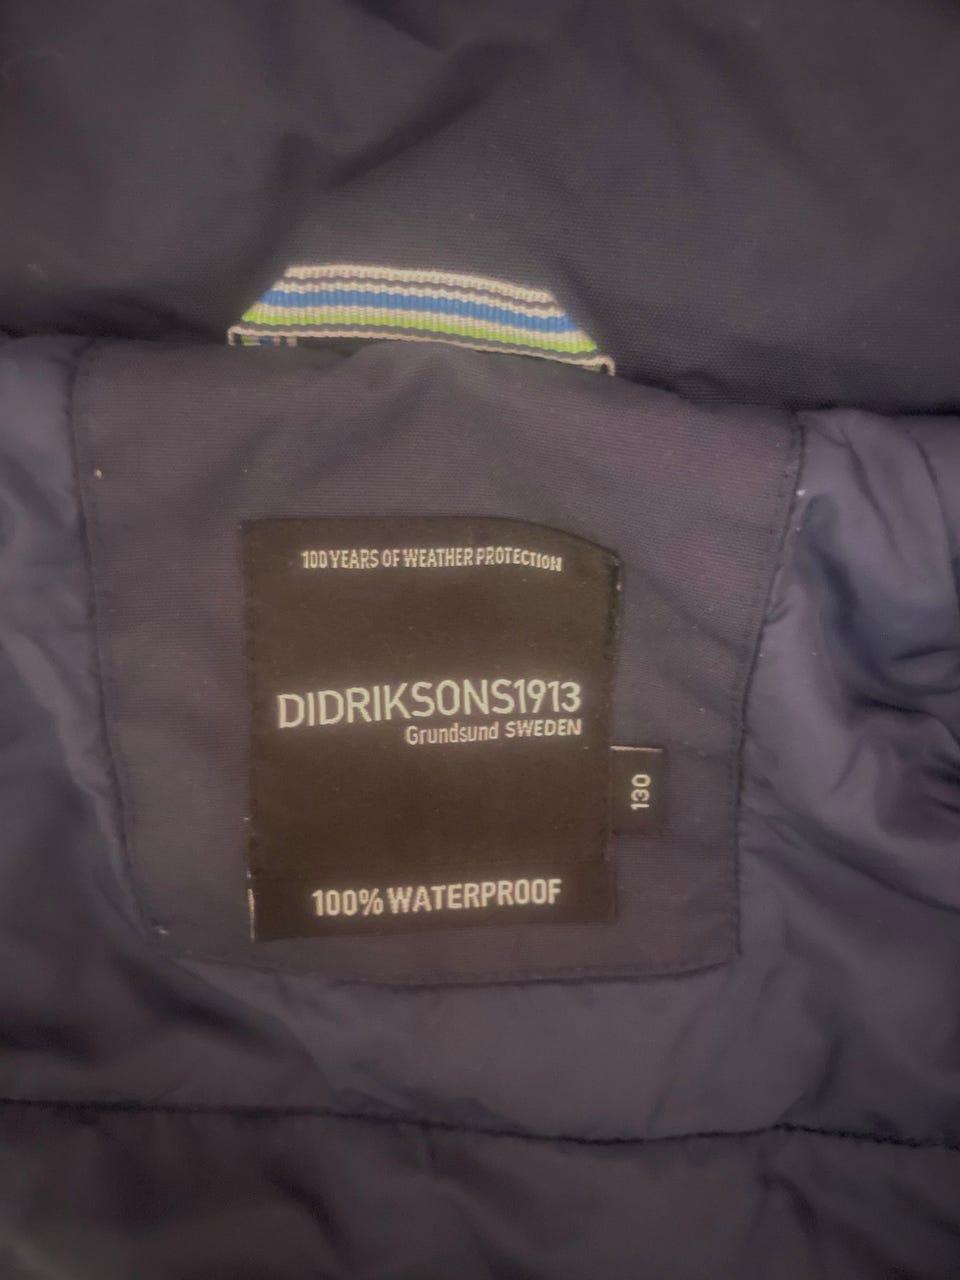 100 YEARS OF WEATHER PROTECTION
DIDRIKSONS1913
Grundsund SWEDEN
130
100% WATERPROOF